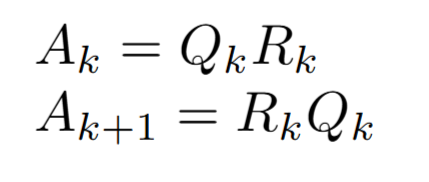 A_k = Q_k R_k
A_{k+1} = R_k Q_k